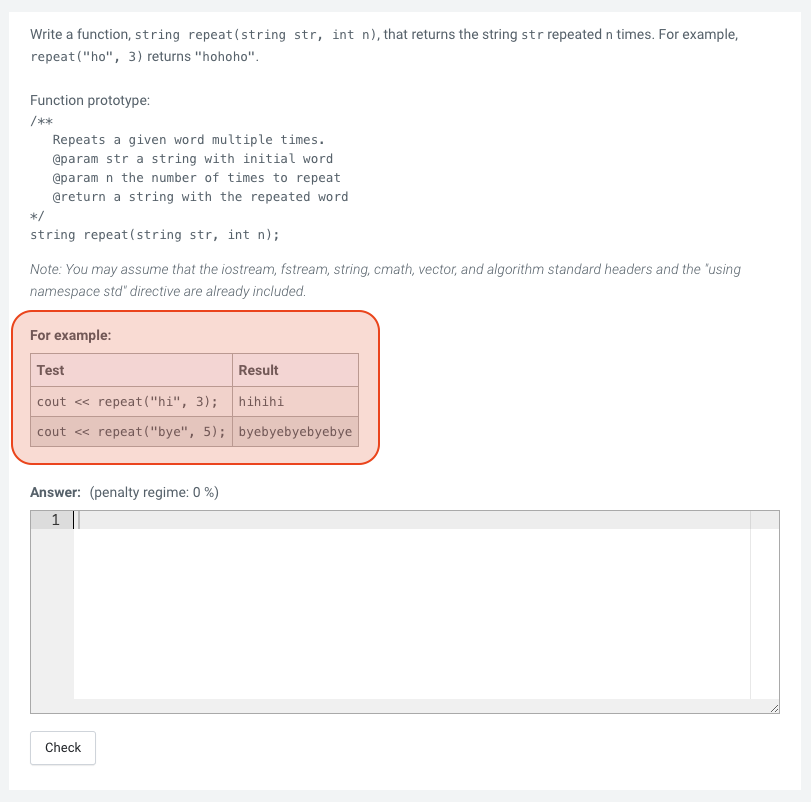 Write a function, string repeat(string str, int n), that returns the string str repeated n times. For example,
repeat("ho", 3) returns "hohoho".
Function prototype:
/**
Repeats a given word multiple times.
@param str a string with initial word
@param n the number of times to repeat
@return a string with the repeated word
*/
string repeat(string str, int n);
Note: You may assume that the iostream, fstream, string, cmath, vector, and algorithm standard headers and the "using
namespace std" directive are already included.
For example:
Test Result
cout << repeat("hi", 3); hihihi
cout << repeat("bye", 5); byebyebyebyebye
Answer: (penalty regime: 0 %)
1
Check